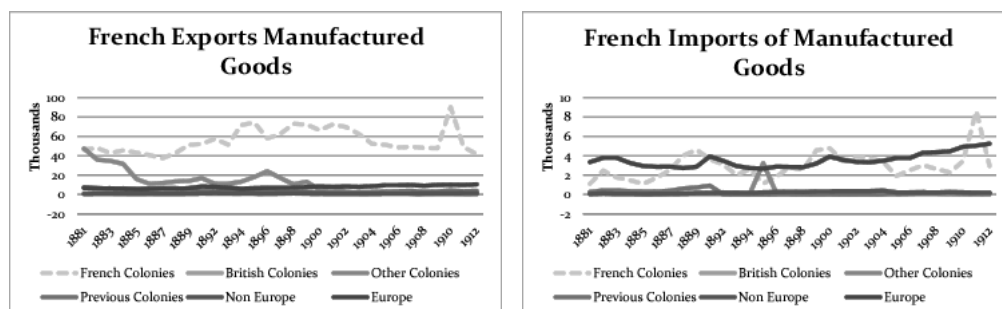 French Exports Manufactured
Goods
Thousands
100
80
60
40
20
0
-20
1881
1883
1885
1887
1889
1892
1894
1896
1898
1900
1902
1904
1906
1908
1910
1912
French Colonies
British Colonies
Other Colonies
Previous Colonies
Non Europe
Europe
French Imports of Manufactured
Goods
Thousands
10
8
6
4
2
0
-2
1881
1883
1885
1887
1889
1892
1894
1896
1898
1900
1902
1904
1906
1908
1910
1912
French Colonies
British Colonies
Other Colonies
Previous Colonies
Non Europe
Europe